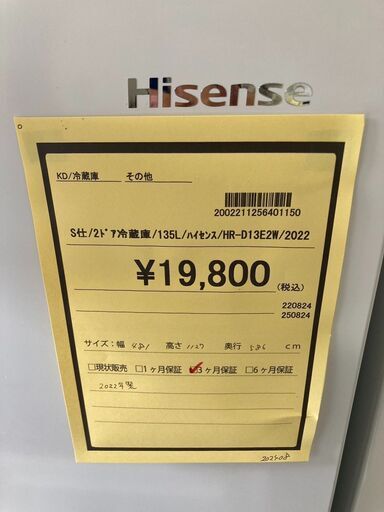 Hisense
KD/冷蔵庫 その他
2002211256401150
S仕/2ﾄﾞｱ冷蔵庫/135L/ﾊｲｾﾝｽ/HR-D13E2W/2022
¥19,800(税込)
220824
250824
サイズ:幅 481 高さ 1127 奥行 586 cm
□現状販売 □1ヶ月保証 ☑3ヶ月保証 □6ヶ月保証
2022年製